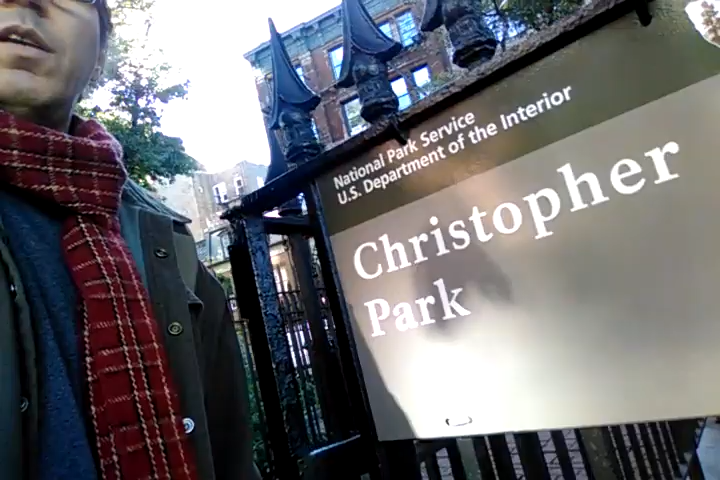 National Park Service
U.S. Department of the Interior
Christopher
Park